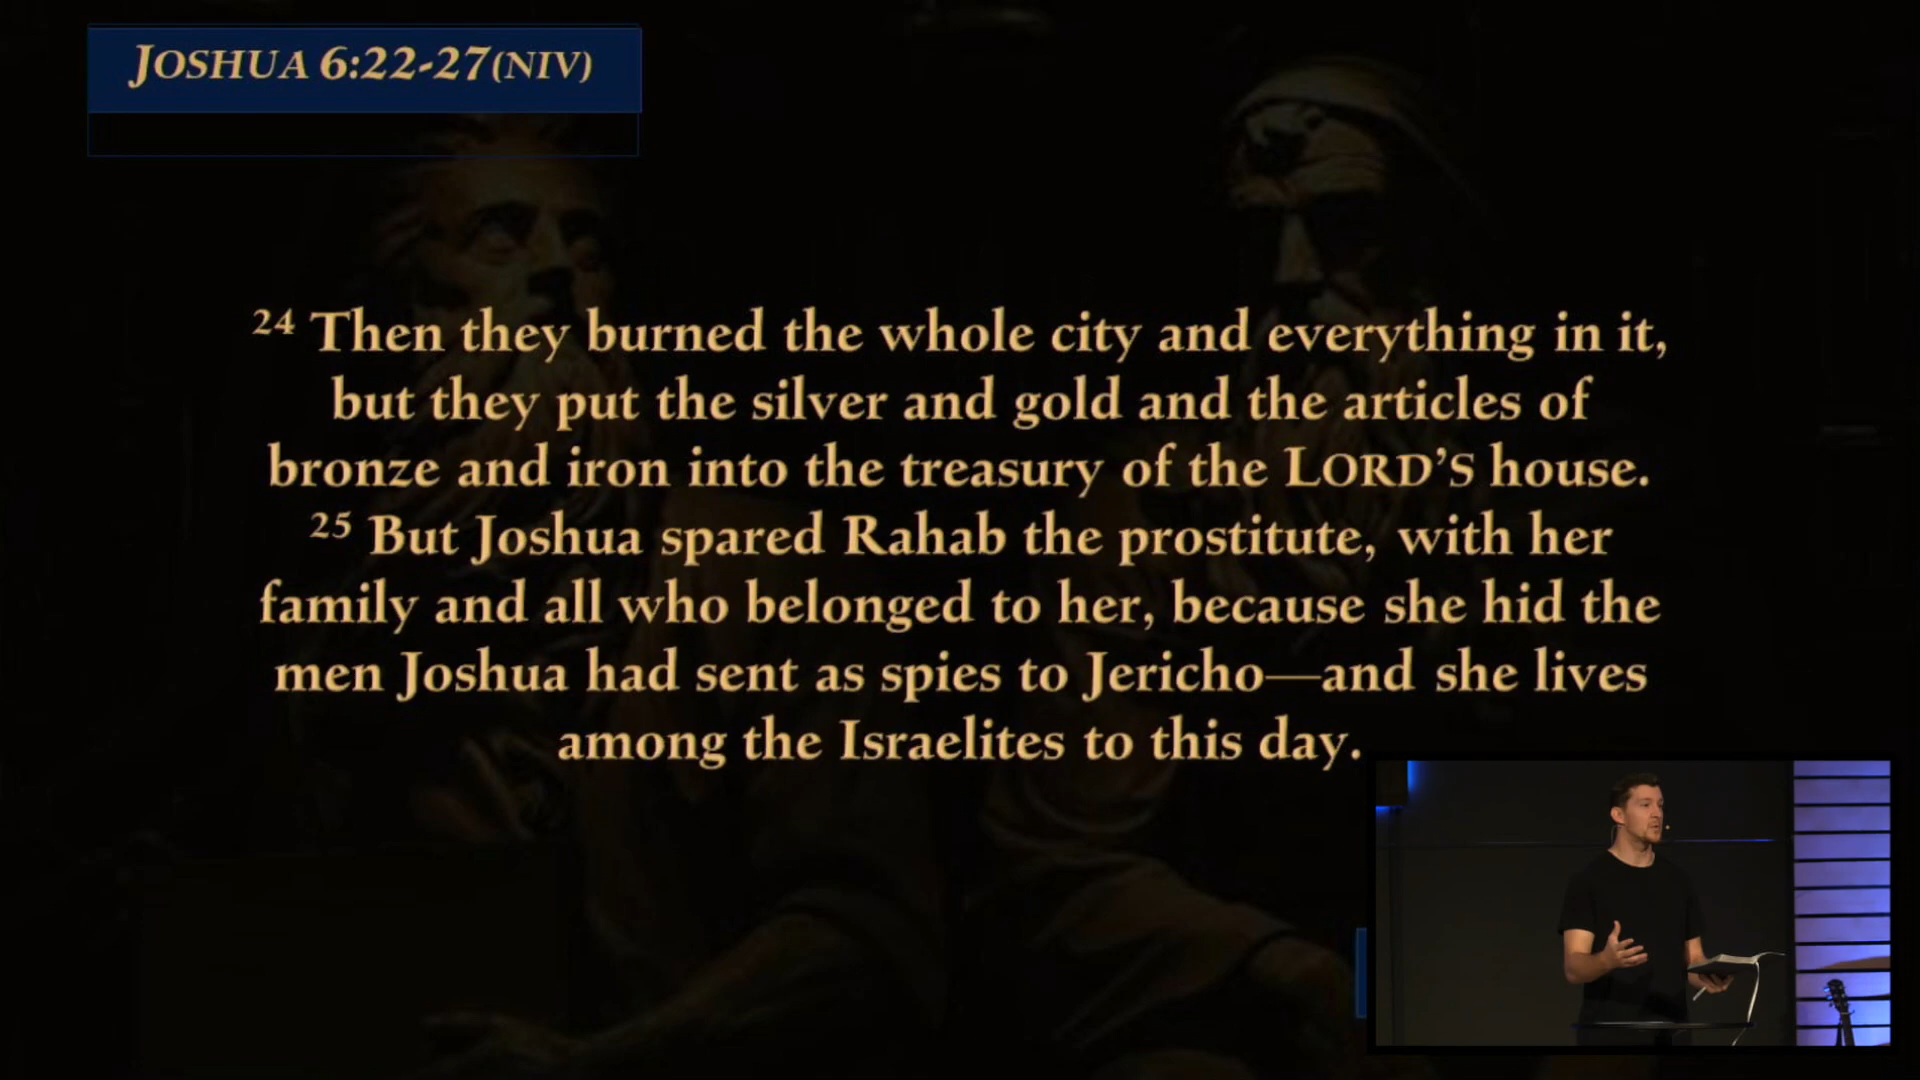 JOSHUA 6:22-27(NIV)
24 Then they burned the whole city and everything in it,
but they put the silver and gold and the articles of
bronze and iron into the treasury of the LORD’S house.
25 But Joshua spared Rahab the prostitute, with her
family and all who belonged to her, because she hid the
men Joshua had sent as spies to Jericho—and she lives
among the Israelites to this day.